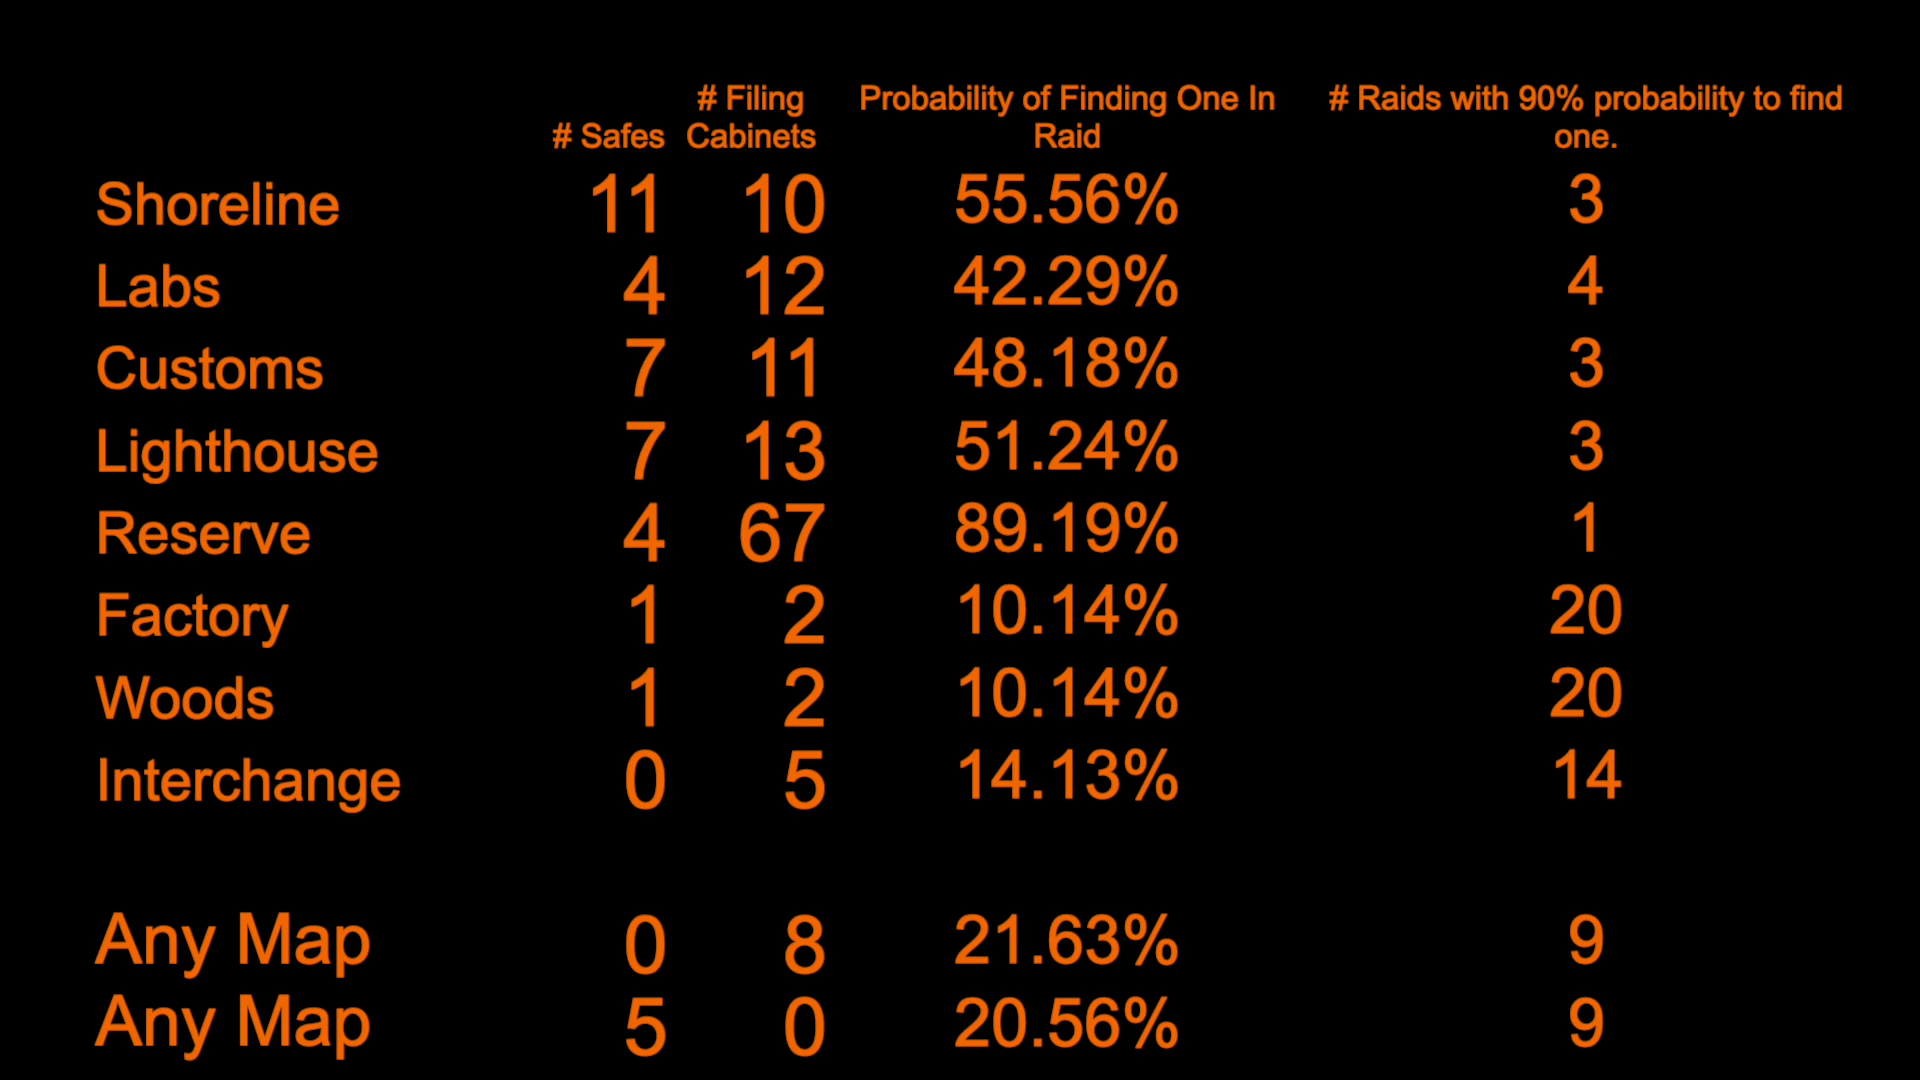 # Safes # Filing Cabinets Probability of Finding One In Raid # Raids with 90% probability to find one.
Shoreline 11 10 55.56% 3
Labs 4 12 42.29% 4
Customs 7 11 48.18% 3
Lighthouse 7 13 51.24% 3
Reserve 4 67 89.19% 1
Factory 1 2 10.14% 20
Woods 1 2 10.14% 20
Interchange 0 5 14.13% 14
Any Map 0 8 21.63% 9
Any Map 5 0 20.56% 9